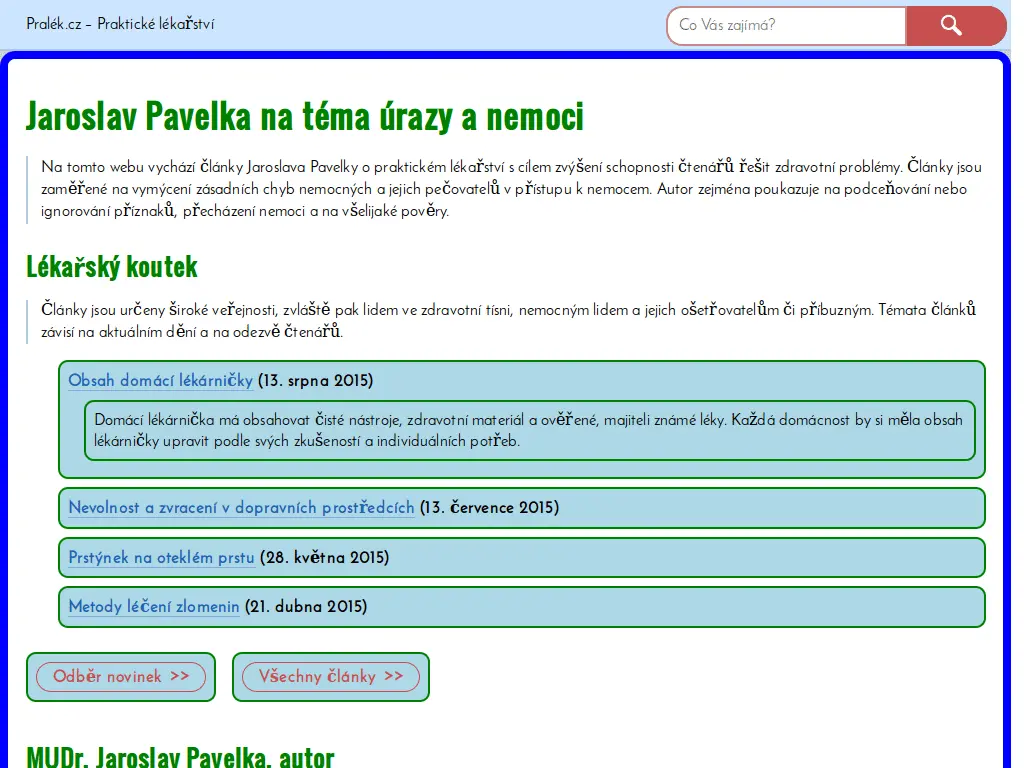 Pralék.cz – Praktické lékařství
Co Vás zajímá?
Jaroslav Pavelka na téma úrazy a nemoci
Na tomto webu vychází články Jaroslava Pavelky o praktickém lékařství s cílem zvýšení schopnosti čtenářů řešit zdravotní problémy. Články jsou
zaměřené na vymýcení zásadních chyb nemocných a jejich pečovatelů v přístupu k nemocem. Autor zejména poukazuje na podceňování nebo
ignorování příznaků, přecházení nemoci a na všelijaké pověry.
Lékařský koutek
Články jsou určeny široké veřejnosti, zvláště pak lidem ve zdravotní tísni, nemocným lidem a jejich ošetřovatelům či příbuzným. Témata článků
závisí na aktuálním dění a na odezvě čtenářů.
Obsah domácí lékárničky (13. srpna 2015)
Domácí lékárnička má obsahovat čisté nástroje, zdravotní materiál a ověřené, majiteli známé léky. Každá domácnost by si měla obsah
lékárničky upravit podle svých zkušeností a individuálních potřeb.
Nevolnost a zvracení v dopravních prostředcích (13. července 2015)
Prstýnek na oteklém prstu (28. května 2015)
Metody léčení zlomenin (21. dubna 2015)
Odběr novinek >> Všechny články >>
MUDr. Jaroslav Pavelka, autor